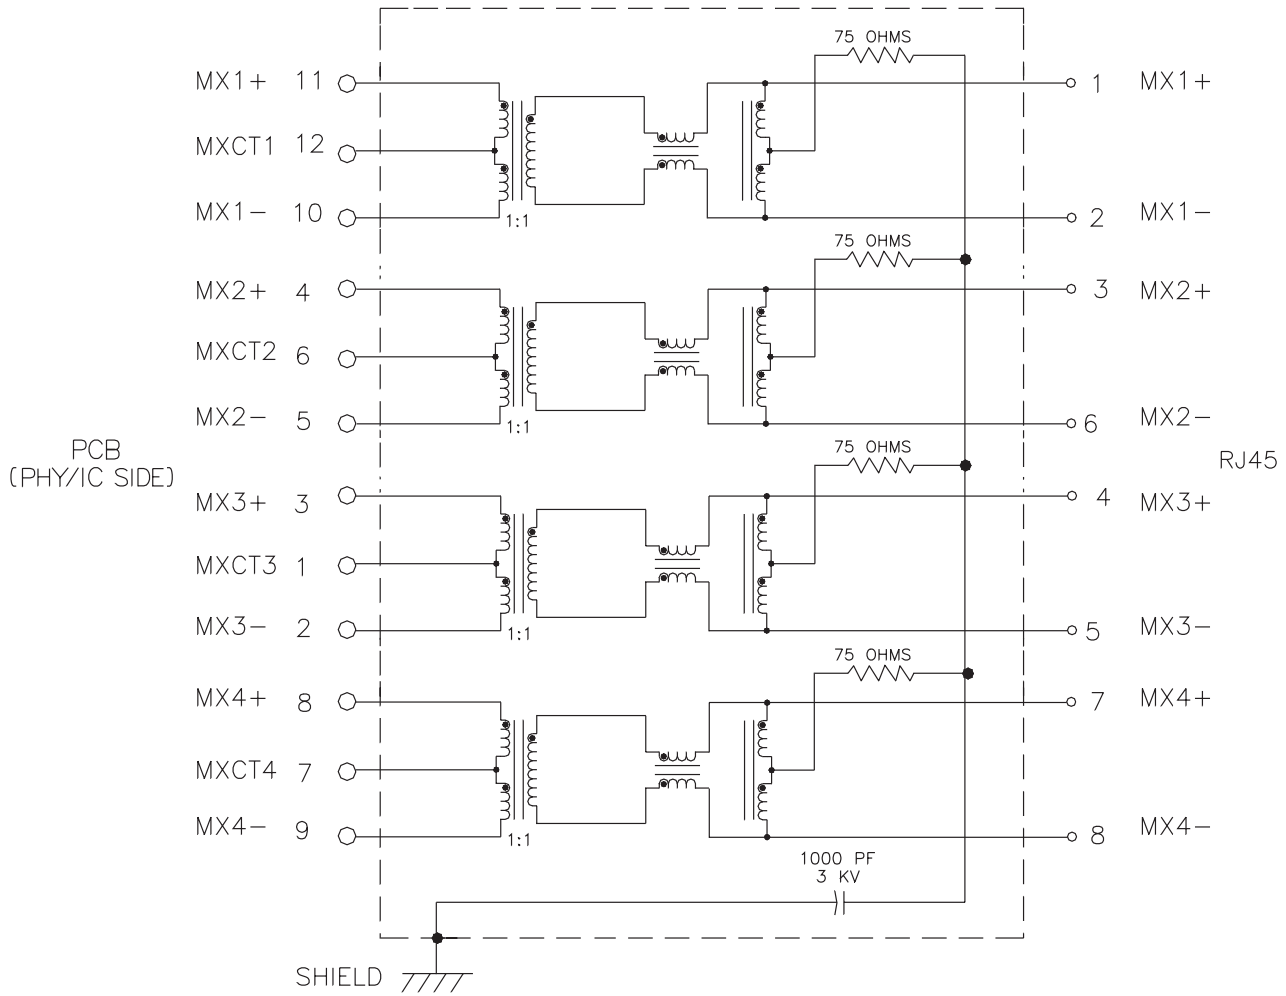 75 OHMS
MX1+ 11
1 MX1+
MXCT1 12
MX1- 10
2 MX1-
1:1
75 OHMS
MX2+ 4
3 MX2+
MXCT2 6
MX2- 5
6 MX2-
1:1
75 OHMS
PCB
(PHY/IC SIDE)
RJ45
MX3+ 3
4 MX3+
MXCT3 1
MX3- 2
5 MX3-
1:1
75 OHMS
MX4+ 8
7 MX4+
MXCT4 7
MX4- 9
8 MX4-
1:1
1000 PF
3 KV
SHIELD